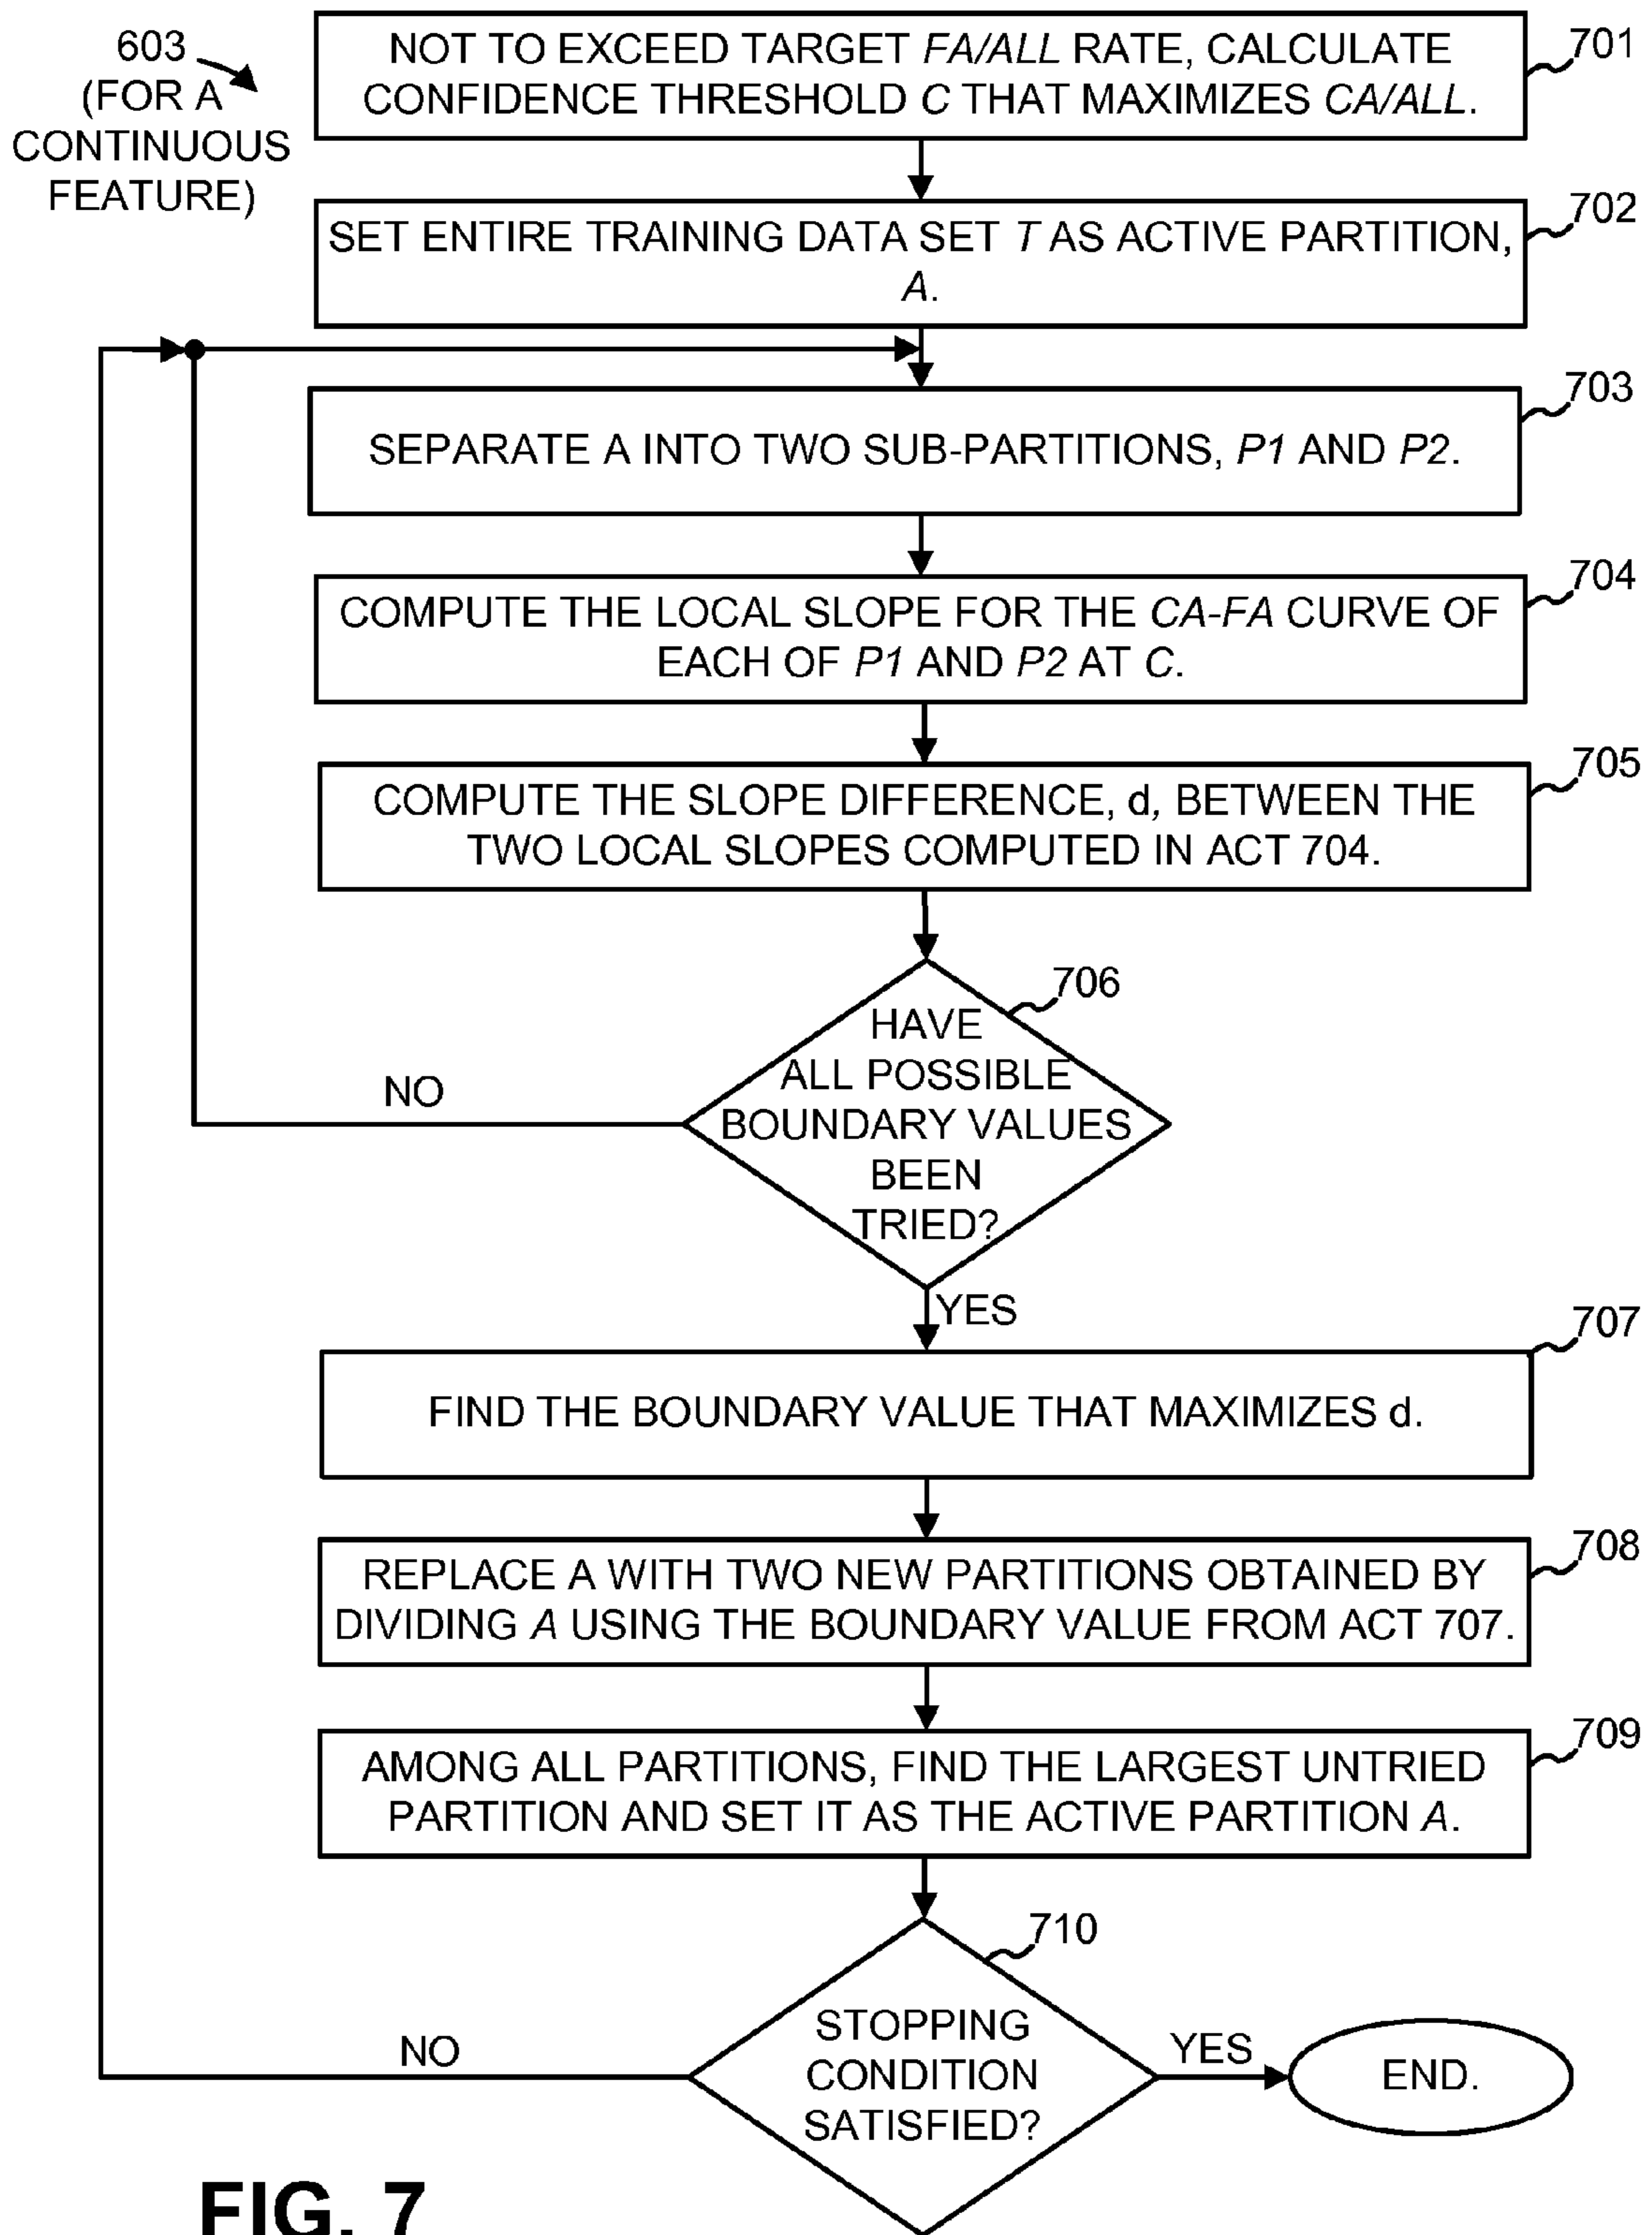 603
(FOR A
CONTINUOUS
FEATURE)
NOT TO EXCEED TARGET FA/ALL RATE, CALCULATE
CONFIDENCE THRESHOLD C THAT MAXIMIZES CA/ALL.
701
SET ENTIRE TRAINING DATA SET T AS ACTIVE PARTITION,
A.
702
SEPARATE A INTO TWO SUB-PARTITIONS, P1 AND P2.
703
COMPUTE THE LOCAL SLOPE FOR THE CA-FA CURVE OF
EACH OF P1 AND P2 AT C.
704
COMPUTE THE SLOPE DIFFERENCE, d, BETWEEN THE
TWO LOCAL SLOPES COMPUTED IN ACT 704.
705
HAVE
ALL POSSIBLE
BOUNDARY VALUES
BEEN
TRIED?
706
NO
YES
FIND THE BOUNDARY VALUE THAT MAXIMIZES d.
707
REPLACE A WITH TWO NEW PARTITIONS OBTAINED BY
DIVIDING A USING THE BOUNDARY VALUE FROM ACT 707.
708
AMONG ALL PARTITIONS, FIND THE LARGEST UNTRIED
PARTITION AND SET IT AS THE ACTIVE PARTITION A.
709
STOPPING
CONDITION
SATISFIED?
710
NO
YES
END.
FIG. 7